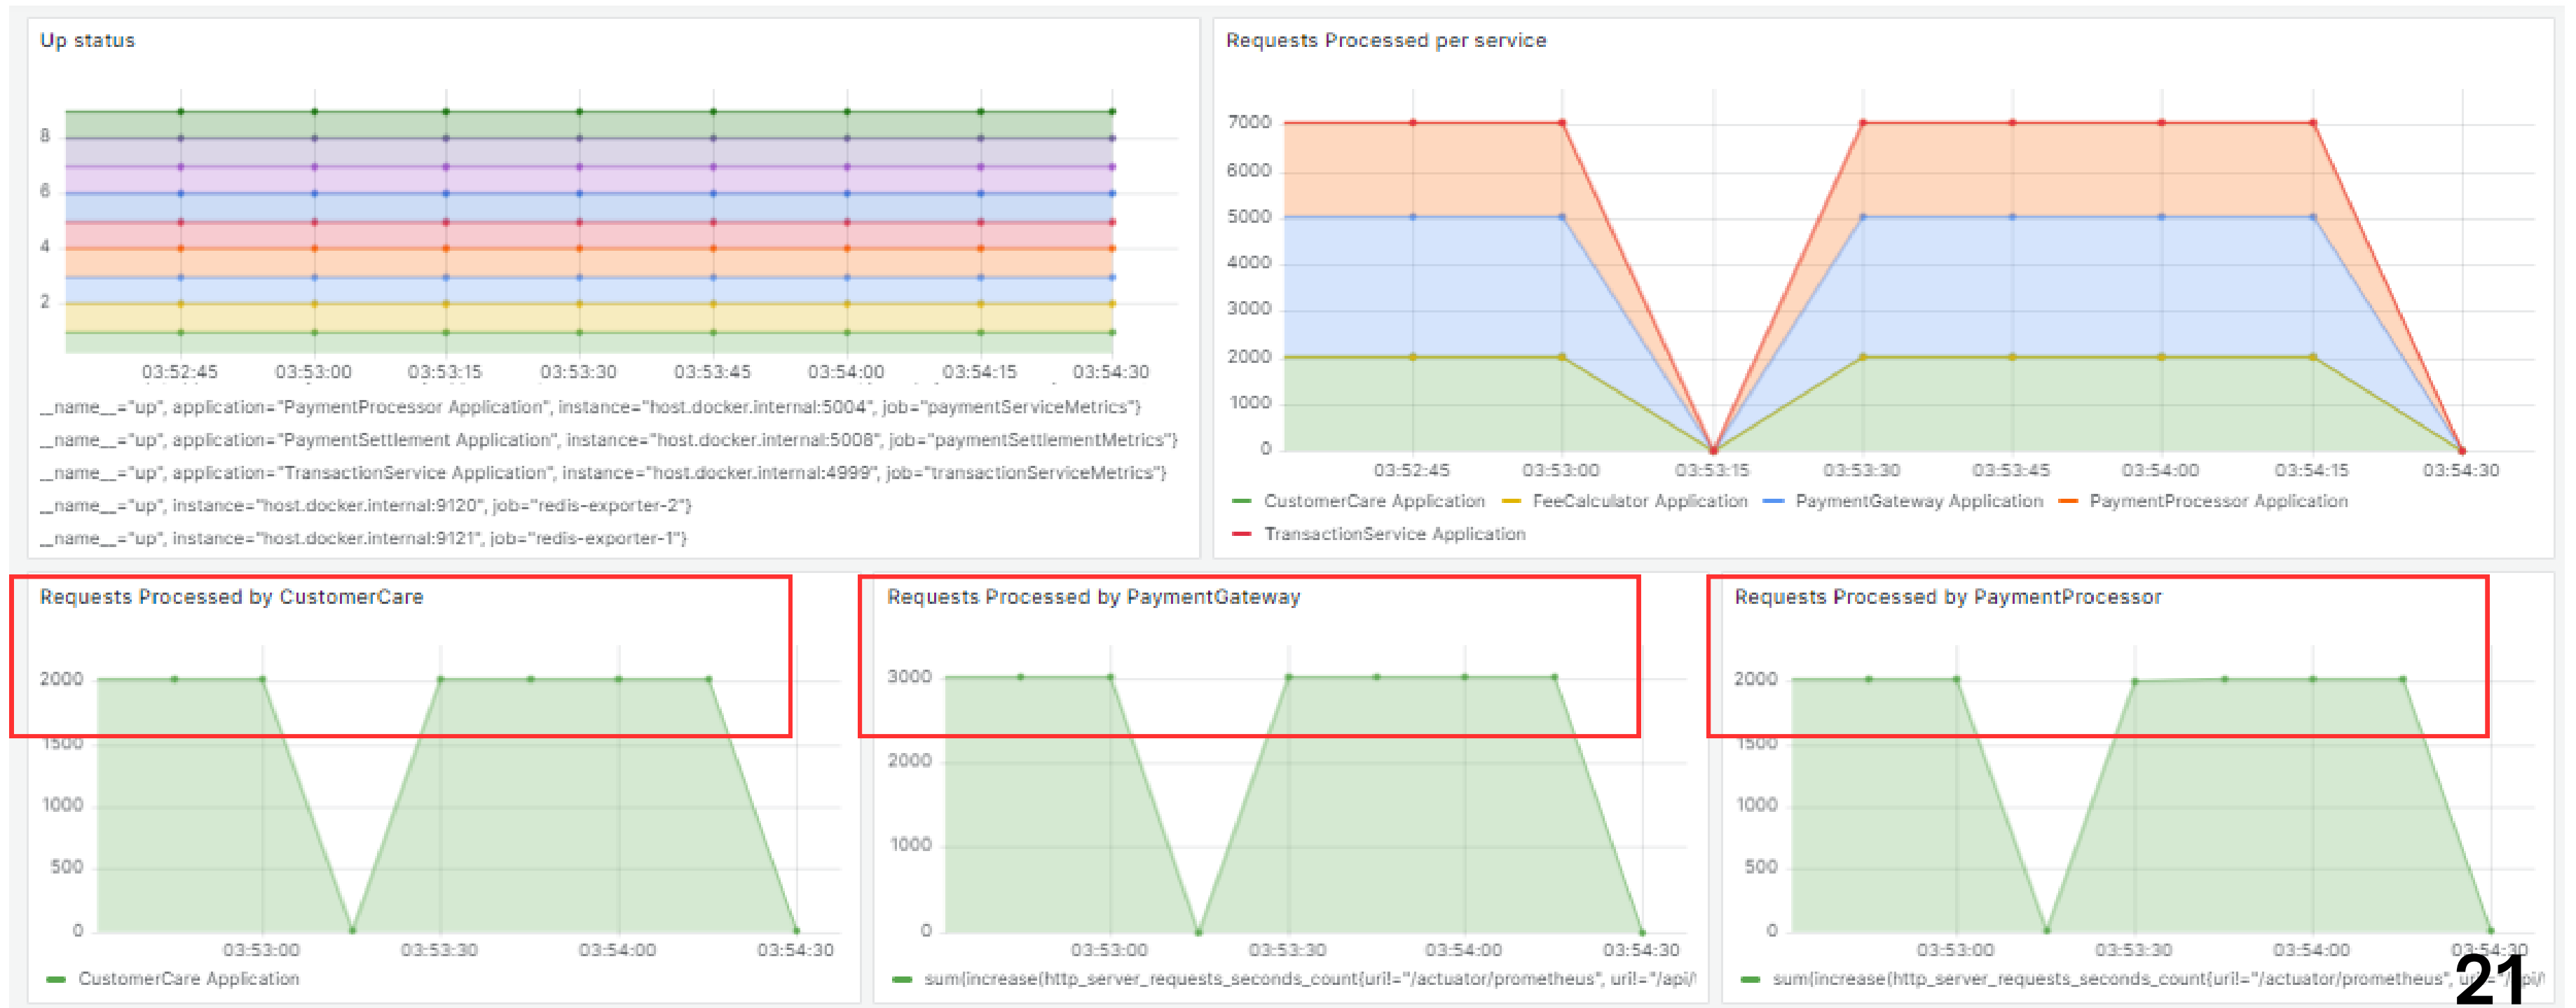 Up status
8
6
4
2
03:52:45 03:53:00 03:53:15 03:53:30 03:53:45 03:54:00 03:54:15 03:54:30
__name__="up", application="PaymentProcessor Application", instance="host.docker.internal:5004", job="paymentServiceMetrics"}
__name__="up", application="PaymentSettlement Application", instance="host.docker.internal:5008", job="paymentSettlementMetrics"}
__name__="up", application="TransactionService Application", instance="host.docker.internal:4999", job="transactionServiceMetrics"}
__name__="up", instance="host.docker.internal:9120", job="redis-exporter-2"}
__name__="up", instance="host.docker.internal:9121", job="redis-exporter-1"}
Requests Processed per service
7000
6000
5000
4000
3000
2000
1000
0
03:52:45 03:53:00 03:53:15 03:53:30 03:53:45 03:54:00 03:54:15 03:54:30
CustomerCare Application FeeCalculator Application PaymentGateway Application PaymentProcessor Application
TransactionService Application
Requests Processed by CustomerCare
2000
1500
1000
500
0
03:53:00 03:53:30 03:54:00 03:54:30
CustomerCare Application
Requests Processed by PaymentGateway
3000
2000
1000
0
03:53:00 03:53:30 03:54:00 03:54:30
sum(increase(http_server_requests_seconds_count{uri!="/actuator/prometheus", uri!="/api/
Requests Processed by PaymentProcessor
2000
1500
1000
500
0
03:53:00 03:53:30 03:54:00 03:54:30
sum(increase(http_server_requests_seconds_count{uri!="/actuator/prometheus",
21